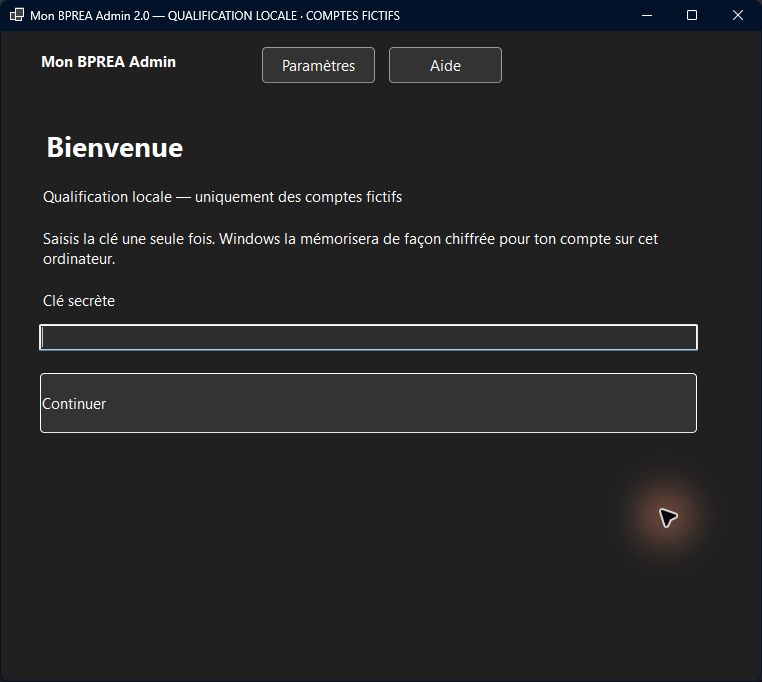 Mon BPREA Admin 2.0 — QUALIFICATION LOCALE · COMPTES FICTIFS
Mon BPREA Admin
Paramètres
Aide
Bienvenue
Qualification locale — uniquement des comptes fictifs
Saisis la clé une seule fois. Windows la mémorisera de façon chiffrée pour ton compte sur cet
ordinateur.
Clé secrète
Continuer